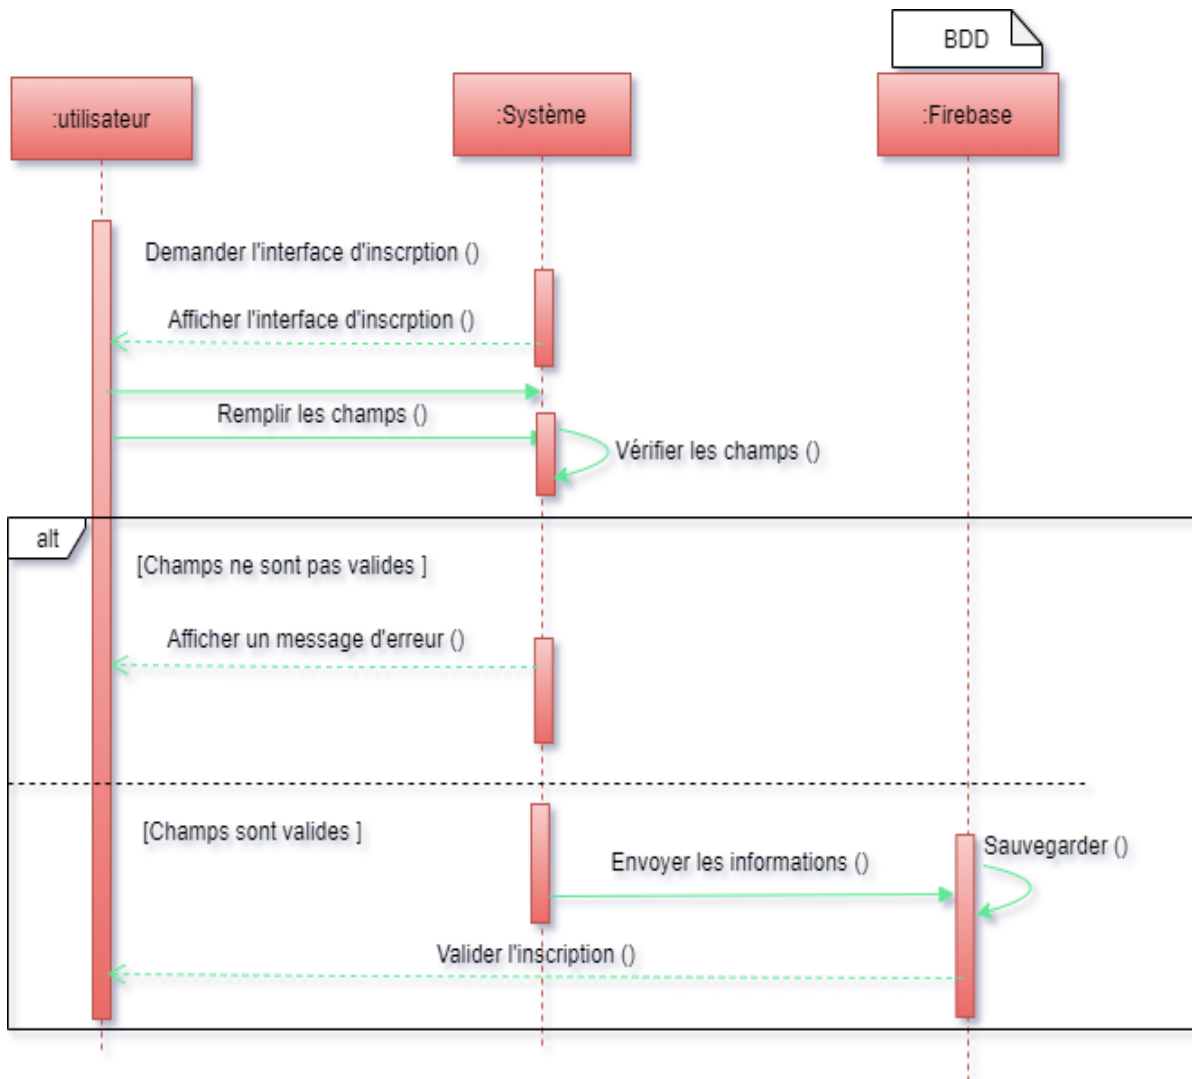 BDD
:utilisateur
:Système
:Firebase
Demander l'interface d'inscrption ()
Afficher l'interface d'inscrption ()
Remplir les champs ()
Vérifier les champs ()
alt
[Champs ne sont pas valides ]
Afficher un message d'erreur ()
[Champs sont valides ]
Sauvegarder ()
Envoyer les informations ()
Valider l'inscription ()